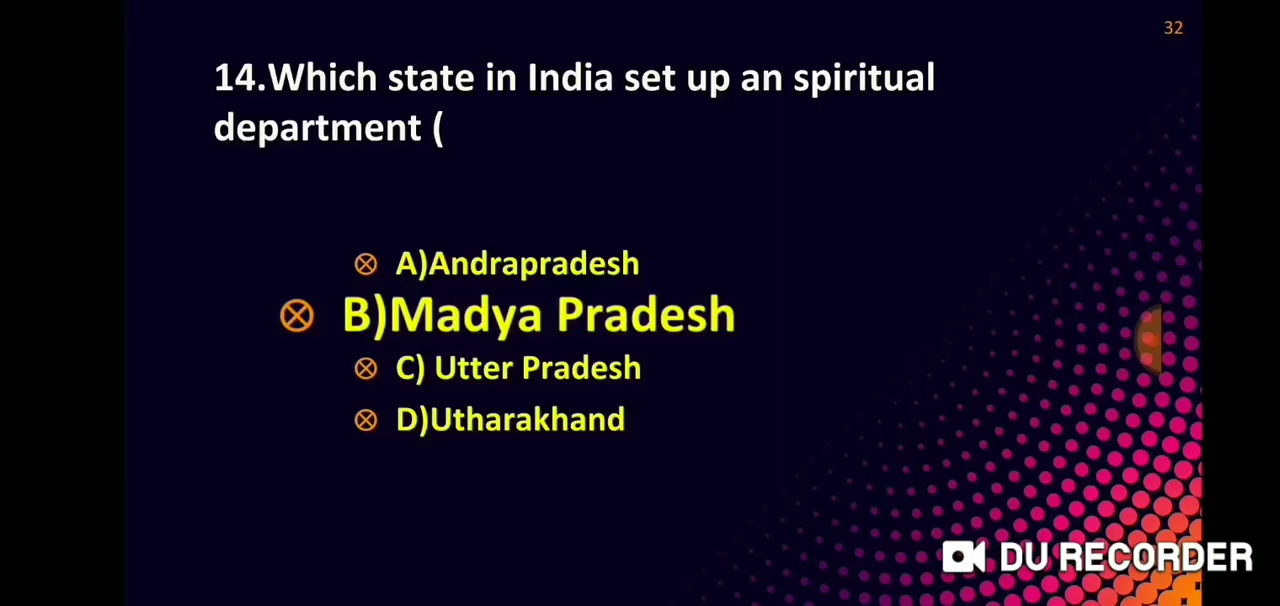 32
14.Which state in India set up an spiritual
department (
A)Andrapradesh
B)Madya Pradesh
C) Utter Pradesh
D)Utharakhand
DU RECORDER